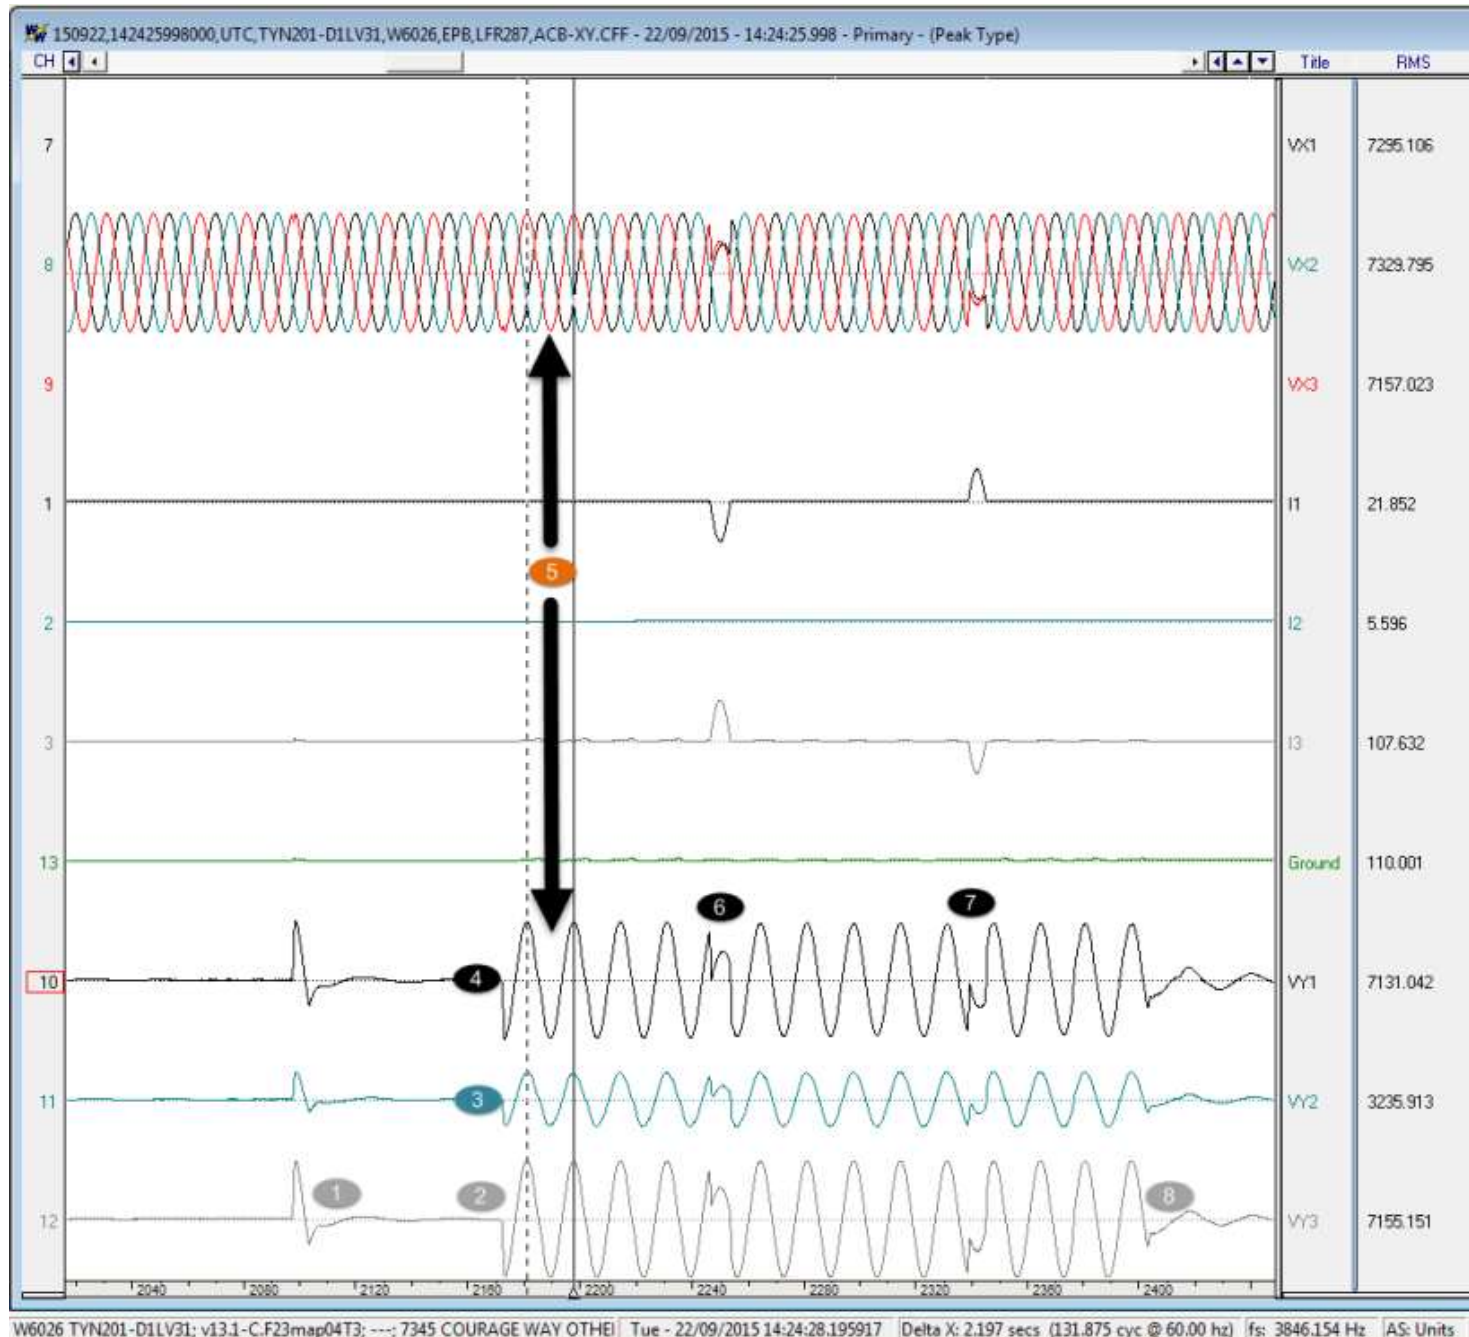 150922,142425998000,UTC,TYN201-D1LV31,W6026,EPB,LFR287,ACB-XY.CFF - 22/09/2015 - 14:24:25.998 - Primary - (Peak Type)
CH Title RMS
7 VX1 7295.106
8 VX2 7329.795
9 VX3 7157.023
1 I1 21.852
5
2 I2 5.596
3 I3 107.632
13 Ground 110.001
6 7
10 4 VY1 7131.042
11 3 VY2 3235.913
1 2 8
12 VY3 7155.151
2040 2080 2120 2160 2200 2240 2280 2320 2360 2400
W6026 TYN201-D1LV31; v13.1-C.F23map04T3; ---; 7345 COURAGE WAY OTHE Tue - 22/09/2015 14:24:28.195917 Delta X: 2.197 secs (131.875 cyc @ 60.00 hz) fs: 3846.154 Hz AS: Units